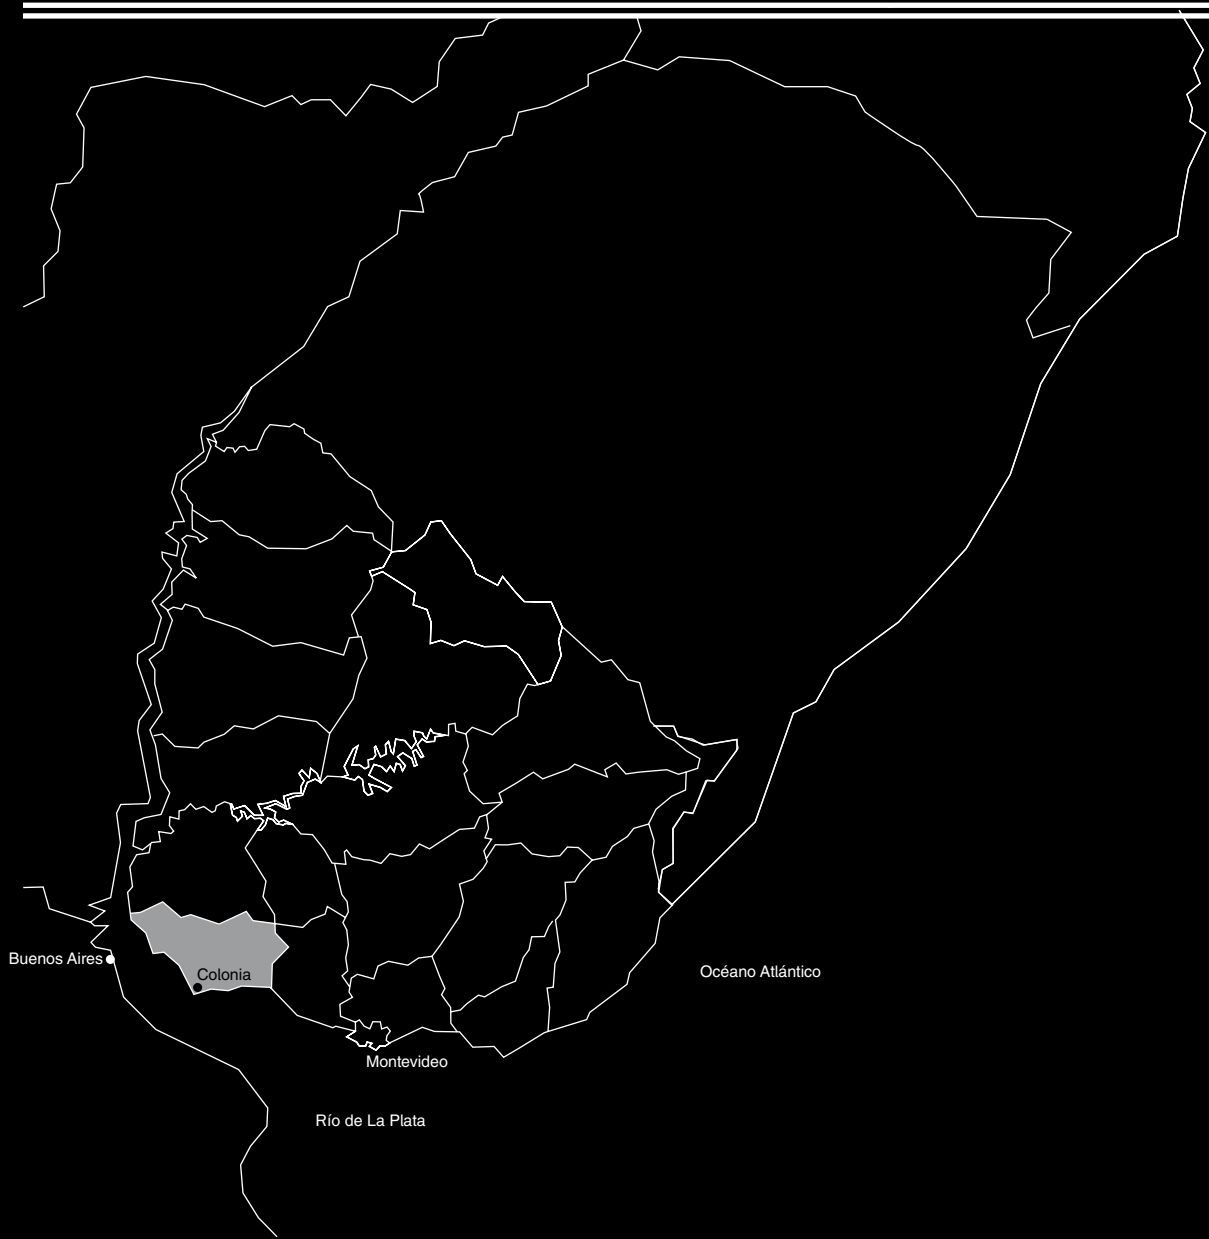 Buenos Aires
Colonia
Océano Atlántico
Montevideo
Río de La Plata